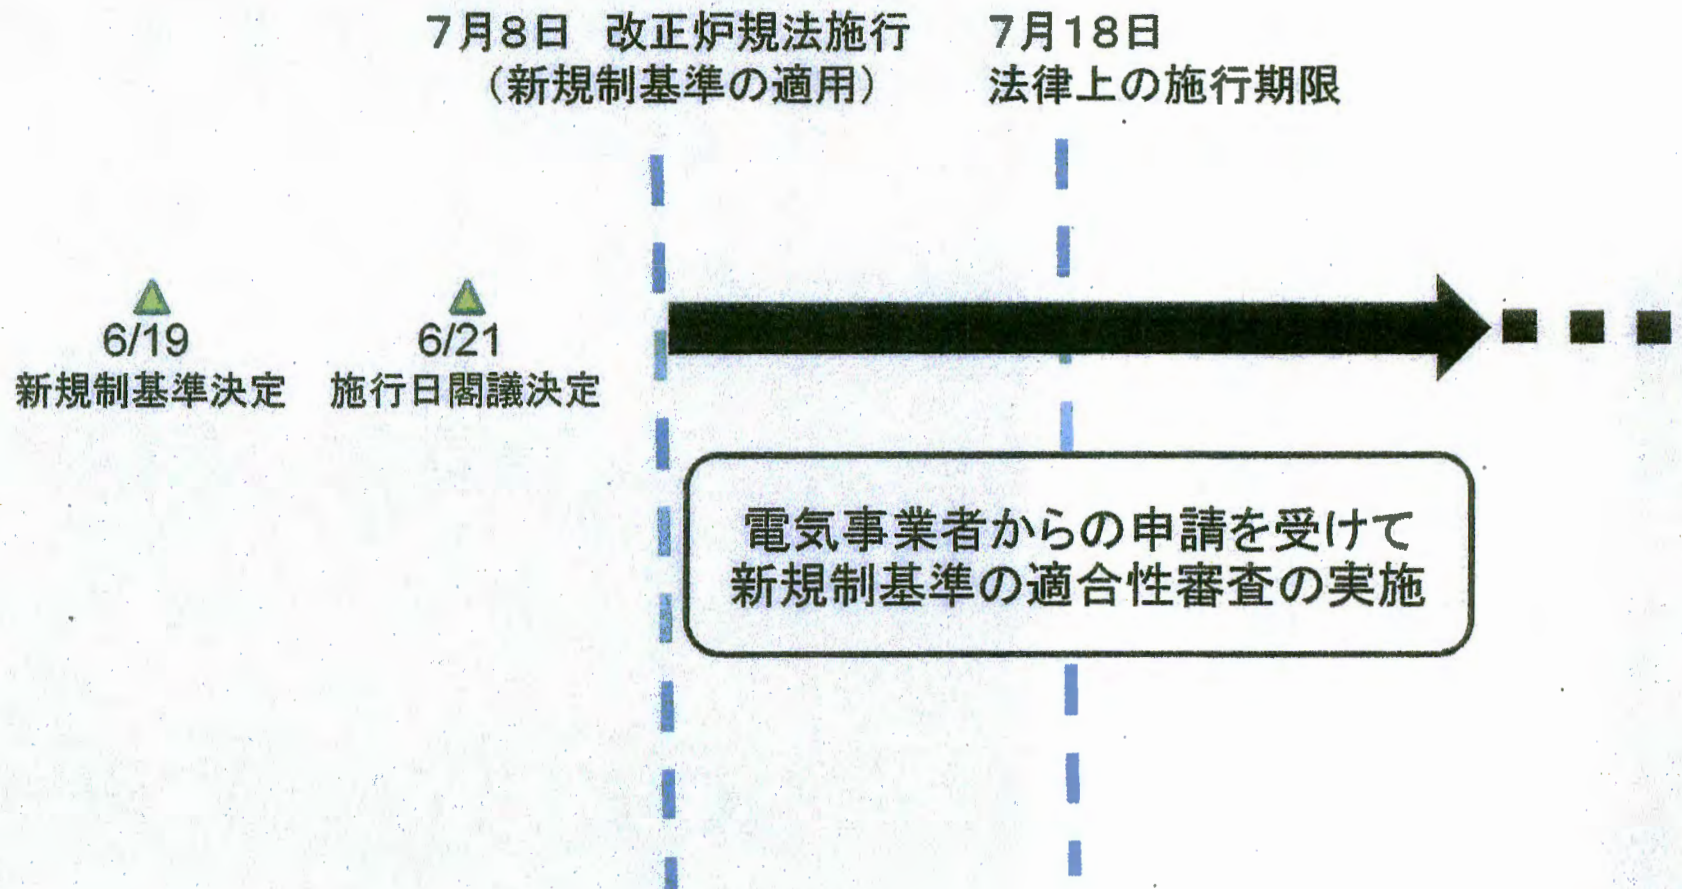 7月8日 改正炉規法施行
（新規制基準の適用）
7月18日
法律上の施行期限
6/19
新規制基準決定
6/21
施行日閣議決定
電気事業者からの申請を受けて
新規制基準の適合性審査の実施